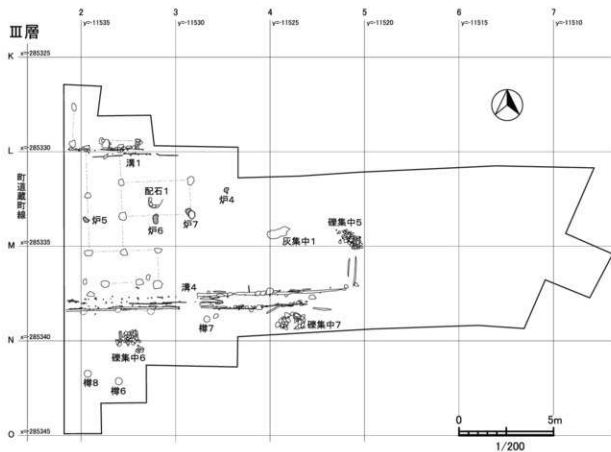 Ⅲ層
2 3 4 5 6 7
y=-11535 y=-11530 y=-11525 y=-11520 y=-11515 y=-11510
K x=-285325
L x=-285330
溝1
町道蔵町線
配石1
炉4
炉5
炉6
炉7
礫集中5
灰集中1
M x=-285335
溝4
樽7
礫集中7
N x=-285340
礫集中6
樽8
樽6
0 5m
1/200
O x=-285345